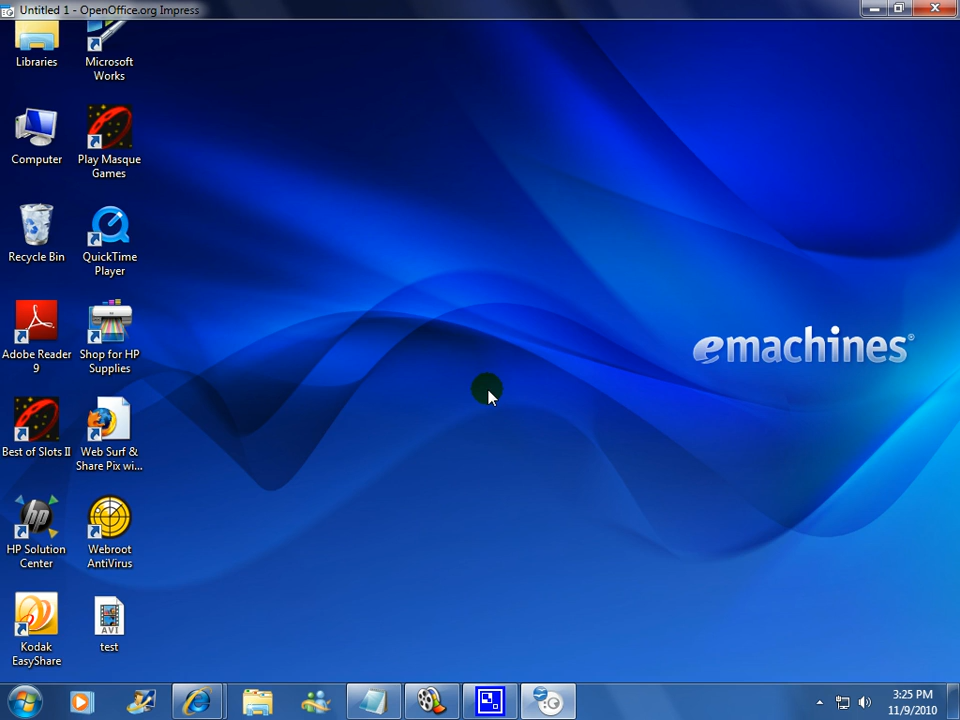 Untitled 1 - OpenOffice.org Impress
Libraries
Microsoft
Works
Computer
Play Masque
Games
Recycle Bin
QuickTime
Player
Adobe Reader
9
Shop for HP
Supplies
Best of Slots II
Web Surf &
Share Pix wi...
HP Solution
Center
Webroot
AntiVirus
Kodak
EasyShare
AVI
test
hp
emachines®
3:25 PM
11/9/2010